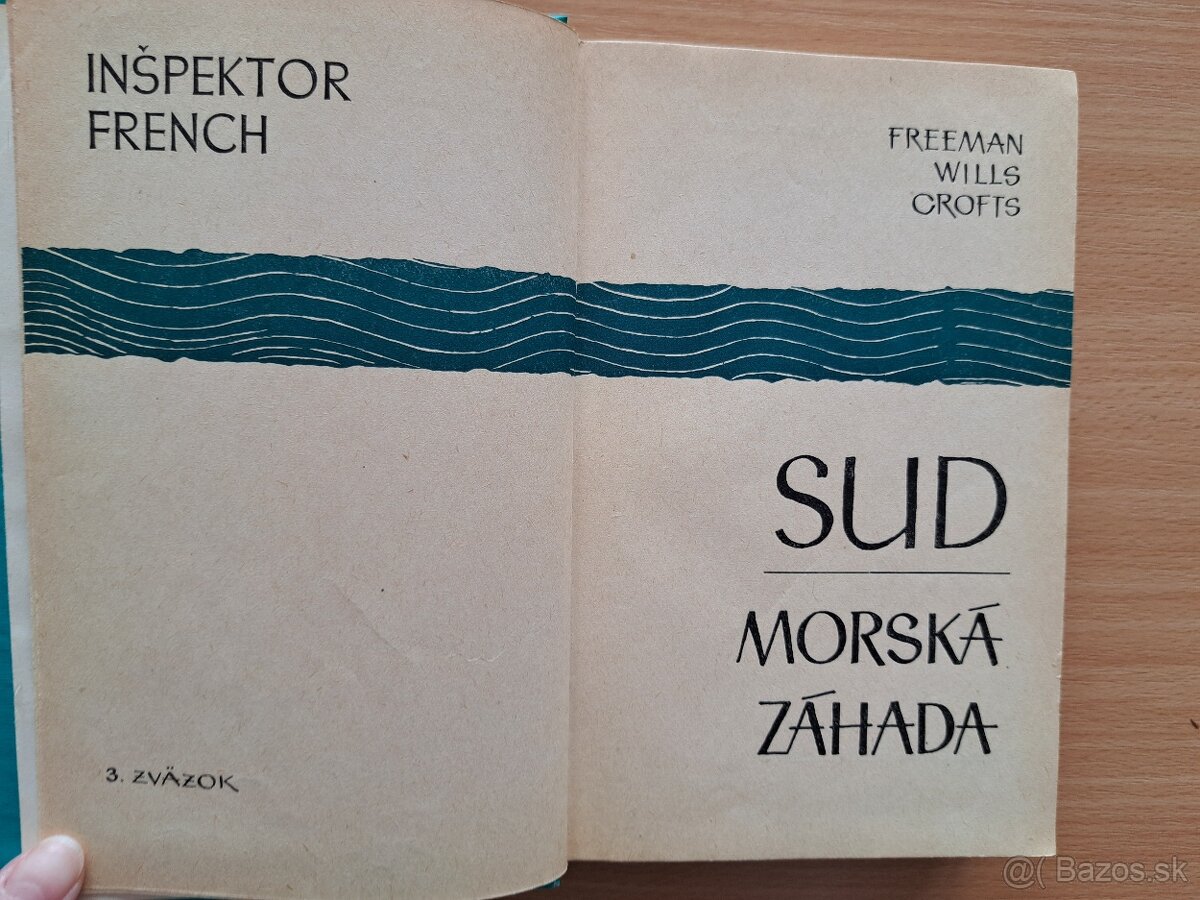 INŠPEKTOR
FRENCH
3. ZVÄZOK
FREEMAN
WILLS
CROFTS
SUD
MORSKÁ
ZÁHADA
@( Bazos.sk